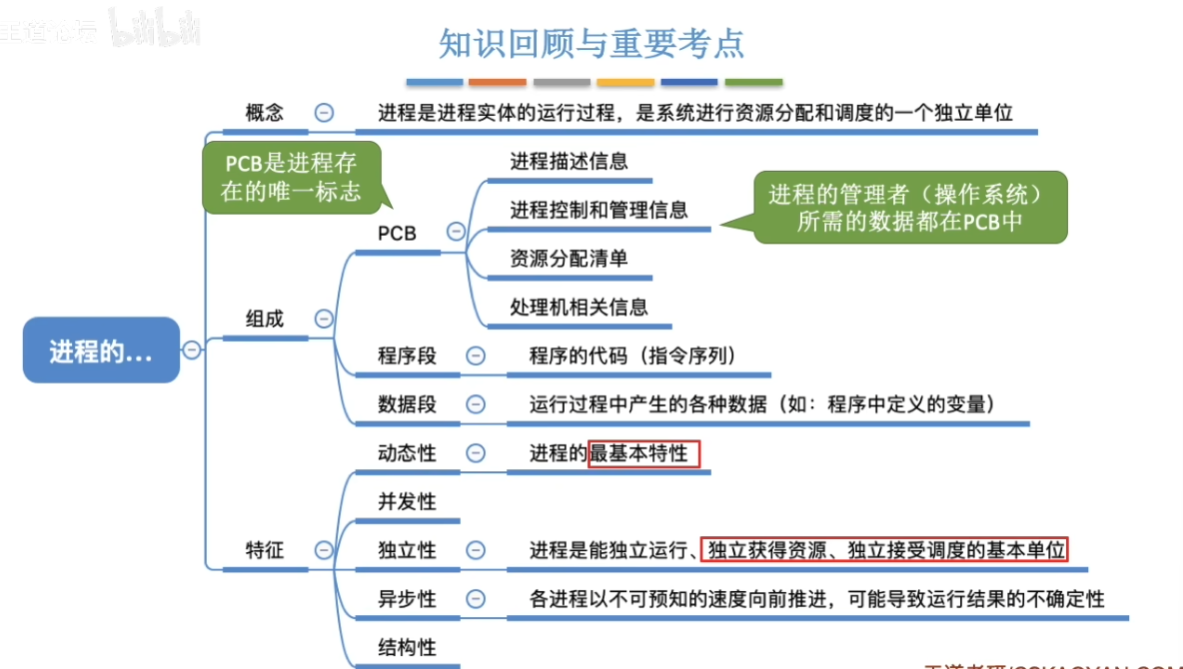 王道论坛 bilibili
知识回顾与重要考点
概念
进程是进程实体的运行过程，是系统进行资源分配和调度的一个独立单位
PCB是进程存
在的唯一标志
进程描述信息
进程的管理者（操作系统）
所需的数据都在PCB中
进程控制和管理信息
PCB
资源分配清单
处理机相关信息
组成
进程的...
程序段
程序的代码（指令序列）
数据段
运行过程中产生的各种数据（如：程序中定义的变量）
动态性
进程的最基本特性
并发性
特征
独立性
进程是能独立运行、独立获得资源、独立接受调度的基本单位
异步性
各进程以不可预知的速度向前推进，可能导致运行结果的不确定性
结构性